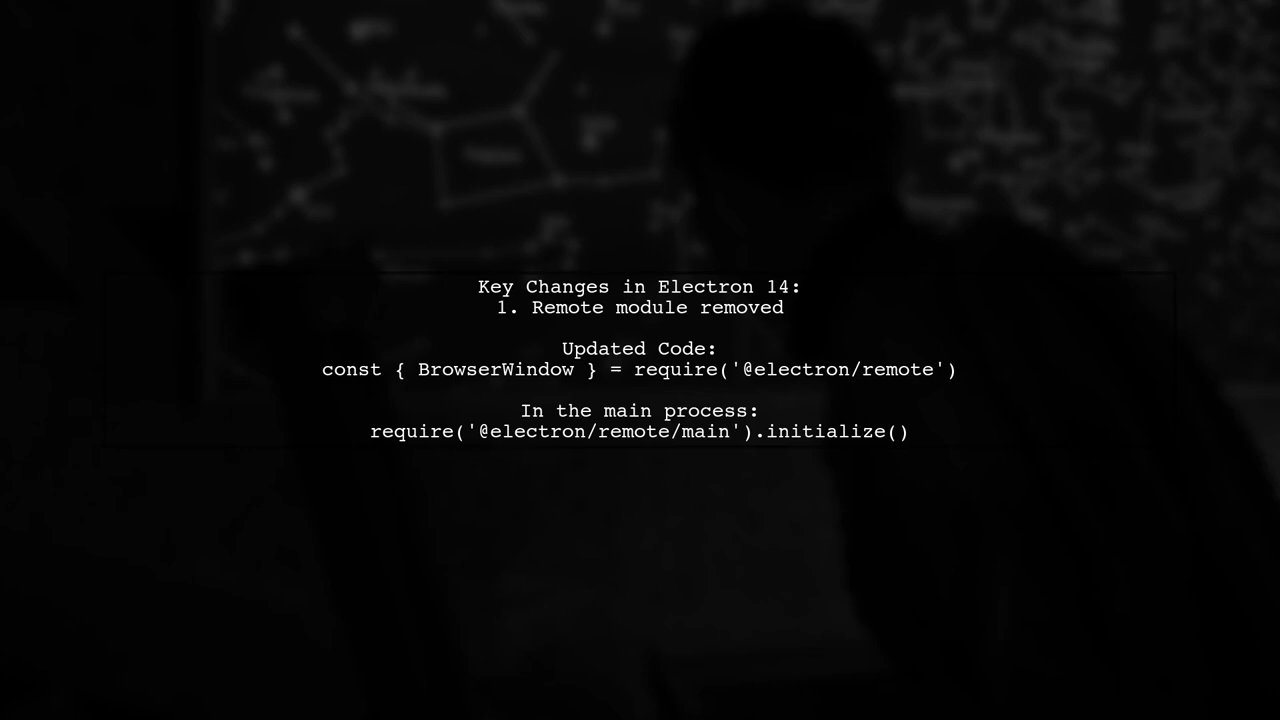 Key Changes in Electron 14:
1. Remote module removed
Updated Code:
const { BrowserWindow } = require('@electron/remote')
In the main process:
require('@electron/remote/main').initialize()